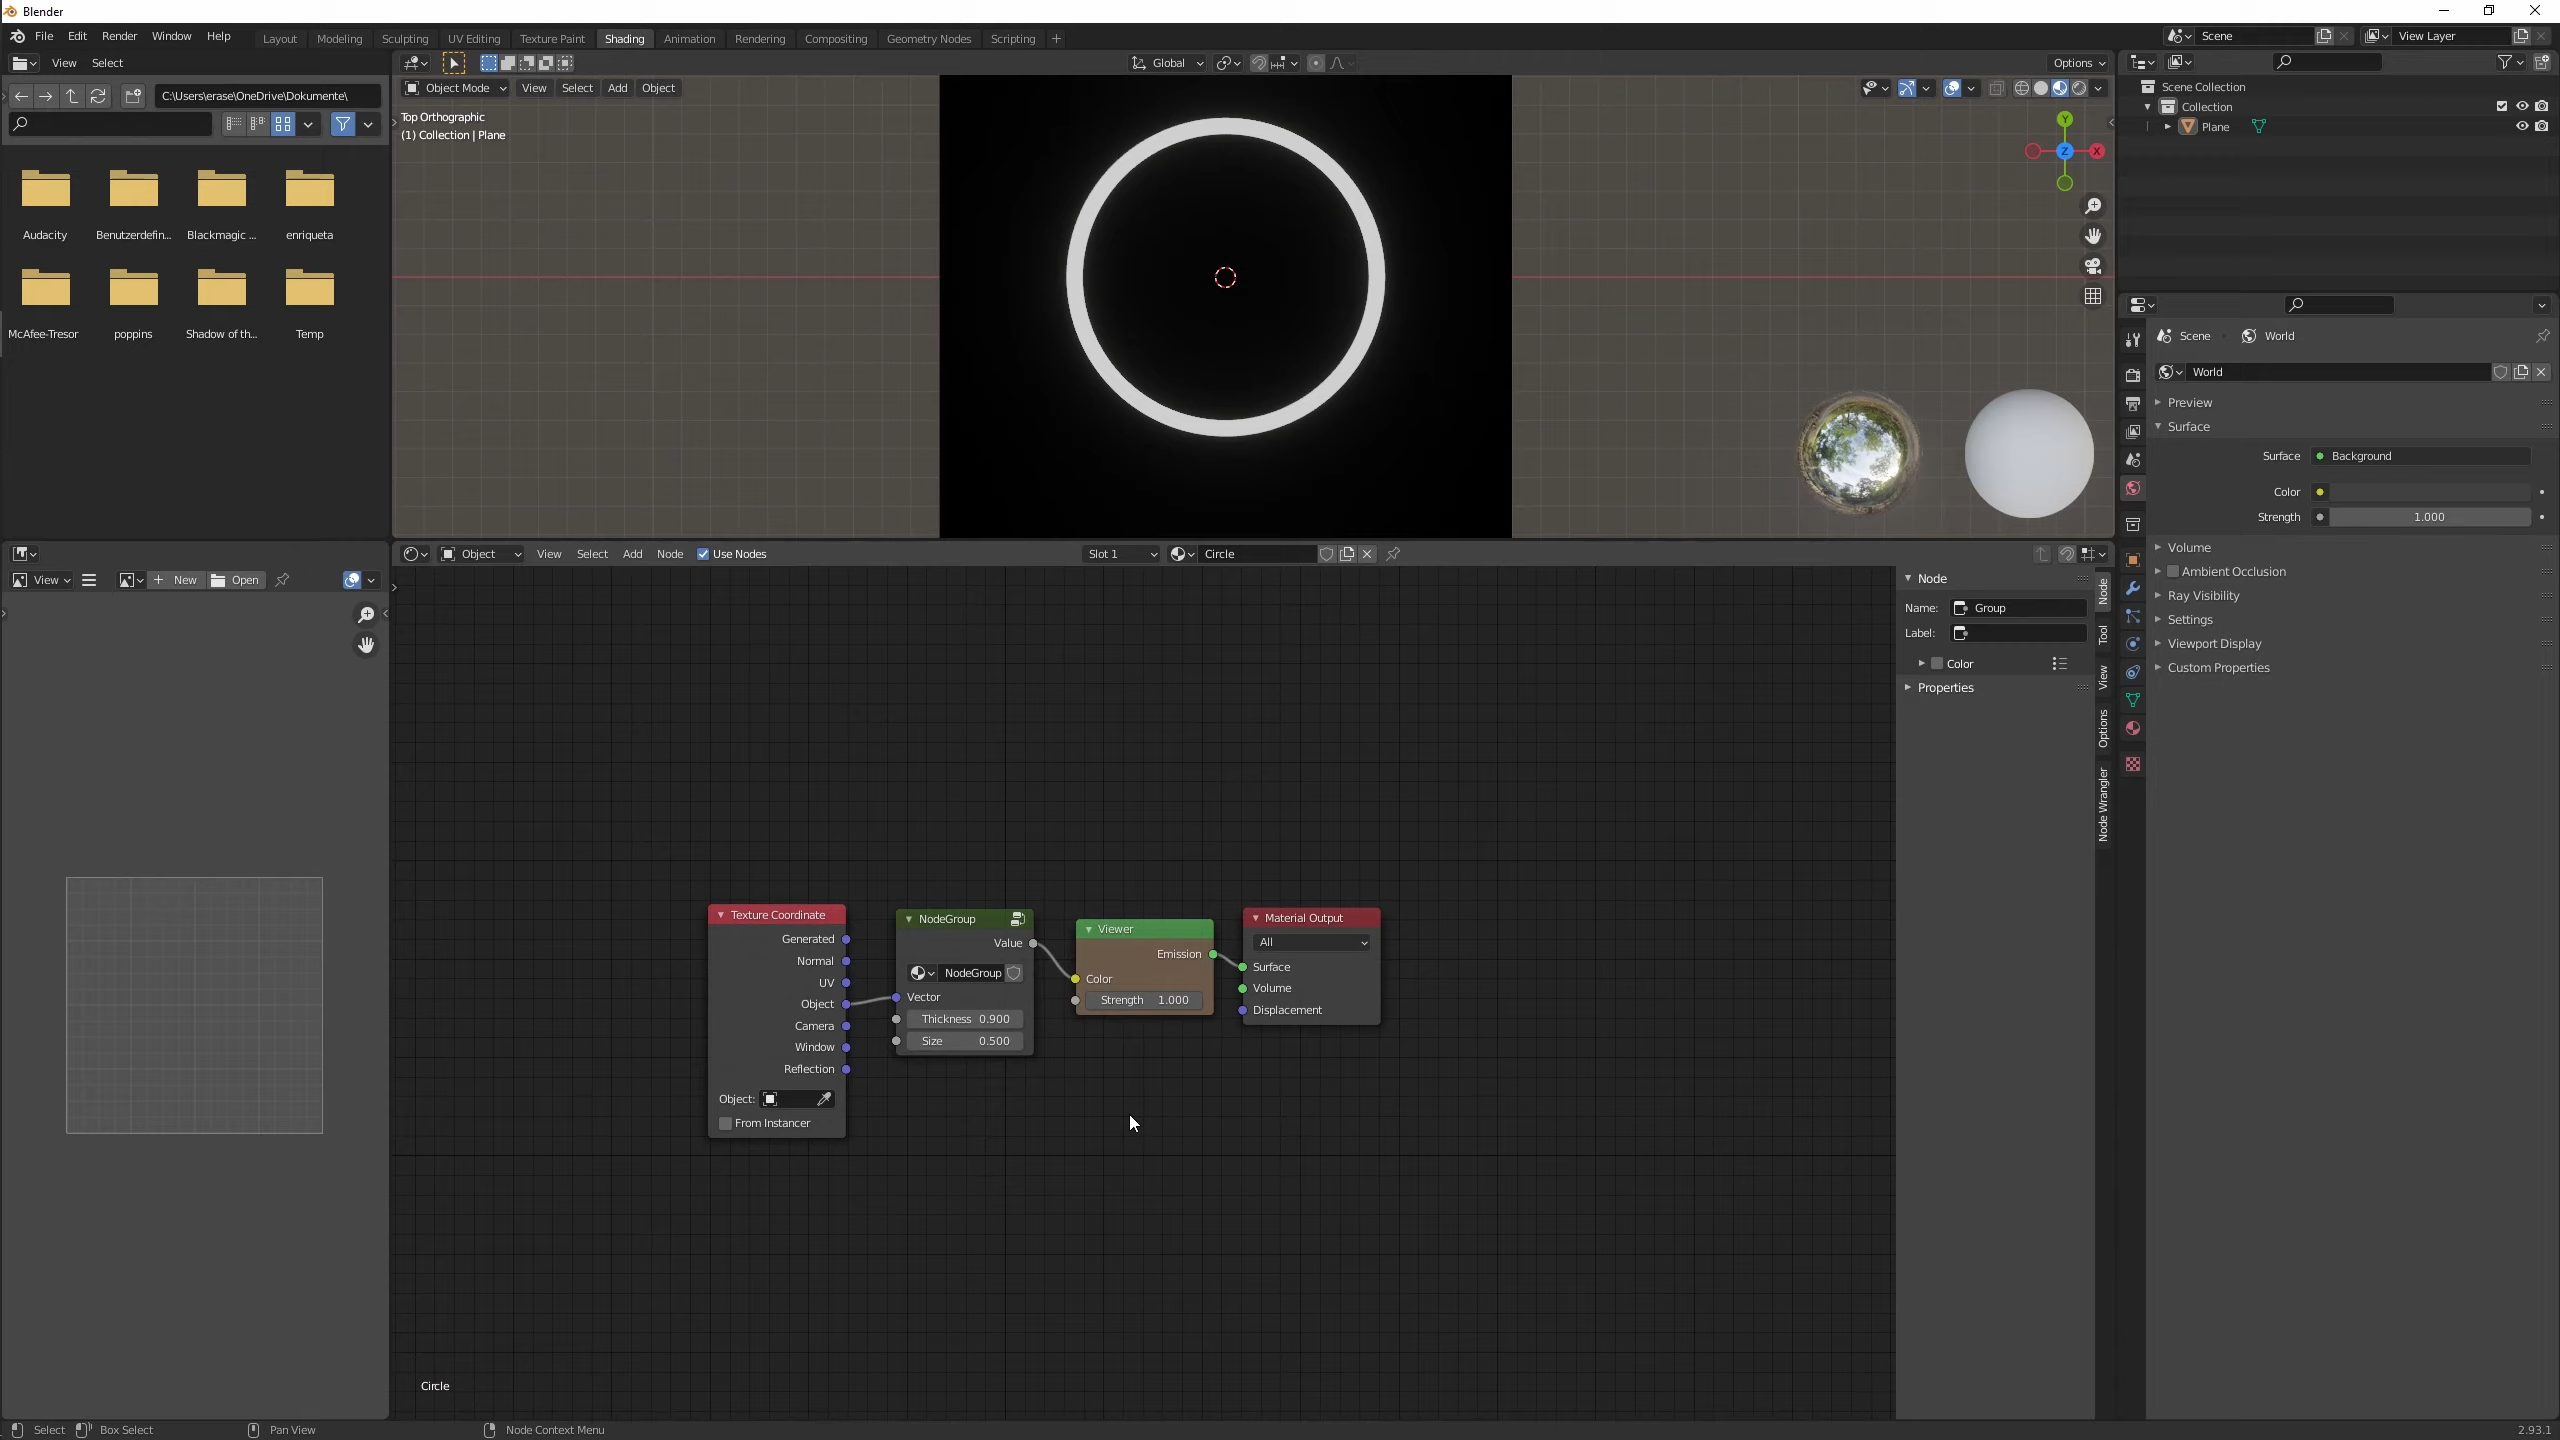 Blender
File Edit Render Window Help
Layout Modeling Sculpting UV Editing Texture Paint Shading Animation Rendering Compositing Geometry Nodes Scripting +
Scene
View Layer
View Select
Global
Options
C:\Users\erase\OneDrive\Dokumente\
Object Mode View Select Add Object
Top Orthographic
(1) Collection | Plane
Y
X
Z
Scene Collection
Collection
Plane
Audacity
Benutzerdefin...
Blackmagic ...
enriqueta
McAfee-Tresor
poppins
Shadow of th...
Temp
Scene
World
World
Preview
Surface
Surface Background
Color
Strength 1.000
Volume
Ambient Occlusion
Ray Visibility
Settings
Viewport Display
Custom Properties
Object View Select Add Node Use Nodes
Slot 1
Circle
View
New
Open
Node
Name: Group
Label:
Color
Properties
Node
Tool
View
Options
Node Wrangler
Texture Coordinate
Generated
Normal
UV
Object
Camera
Window
Reflection
Object:
From Instancer
NodeGroup
Value
NodeGroup
Vector
Thickness 0.900
Size 0.500
Viewer
Emission
Color
Strength 1.000
Material Output
All
Surface
Volume
Displacement
Circle
Select
Box Select
Pan View
Node Context Menu
2.93.1